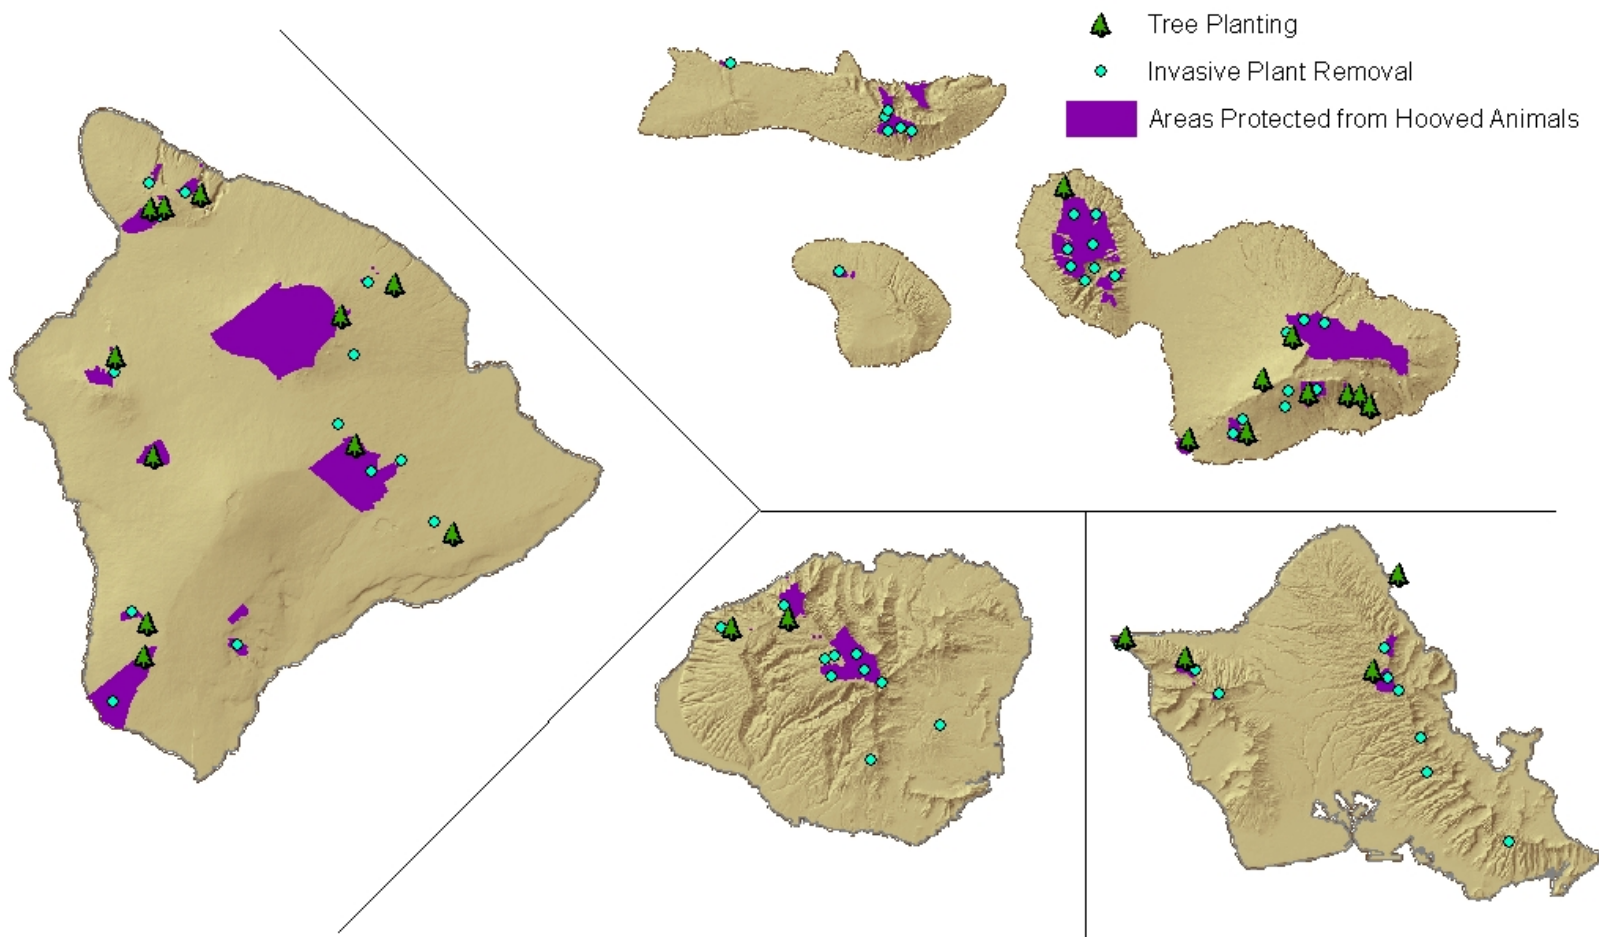 Tree Planting
Invasive Plant Removal
Areas Protected from Hooved Animals